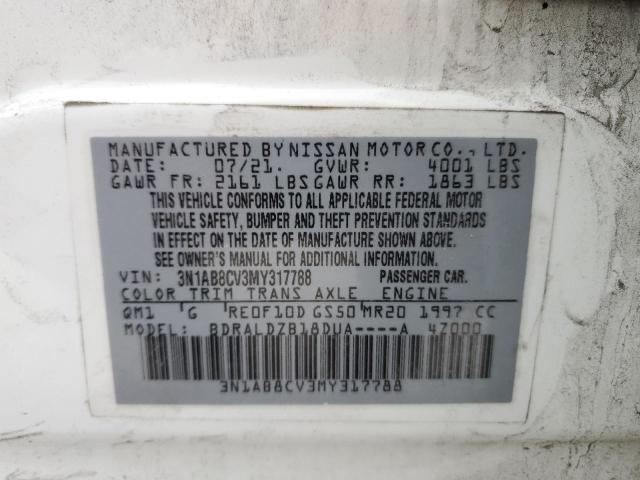 MANUFACTURED BY NISSAN MOTOR CO., LTD.
DATE: 07/21. GVWR: 4001 LBS
GAWR FR: 2161 LBS GAWR RR: 1863 LBS
THIS VEHICLE CONFORMS TO ALL APPLICABLE FEDERAL MOTOR
VEHICLE SAFETY, BUMPER AND THEFT PREVENTION STANDARDS
IN EFFECT ON THE DATE OF MANUFACTURE SHOWN ABOVE.
SEE OWNER'S MANUAL FOR ADDITIONAL INFORMATION.
VIN: 3N1AB8CV3MY317788 PASSENGER CAR.
COLOR TRIM TRANS AXLE ENGINE
QM1 G RE0F10D GS50 MR20 1997 CC
MODEL: BDRALDZB18DUA----A 4Z000
3N1AB8CV3MY317788